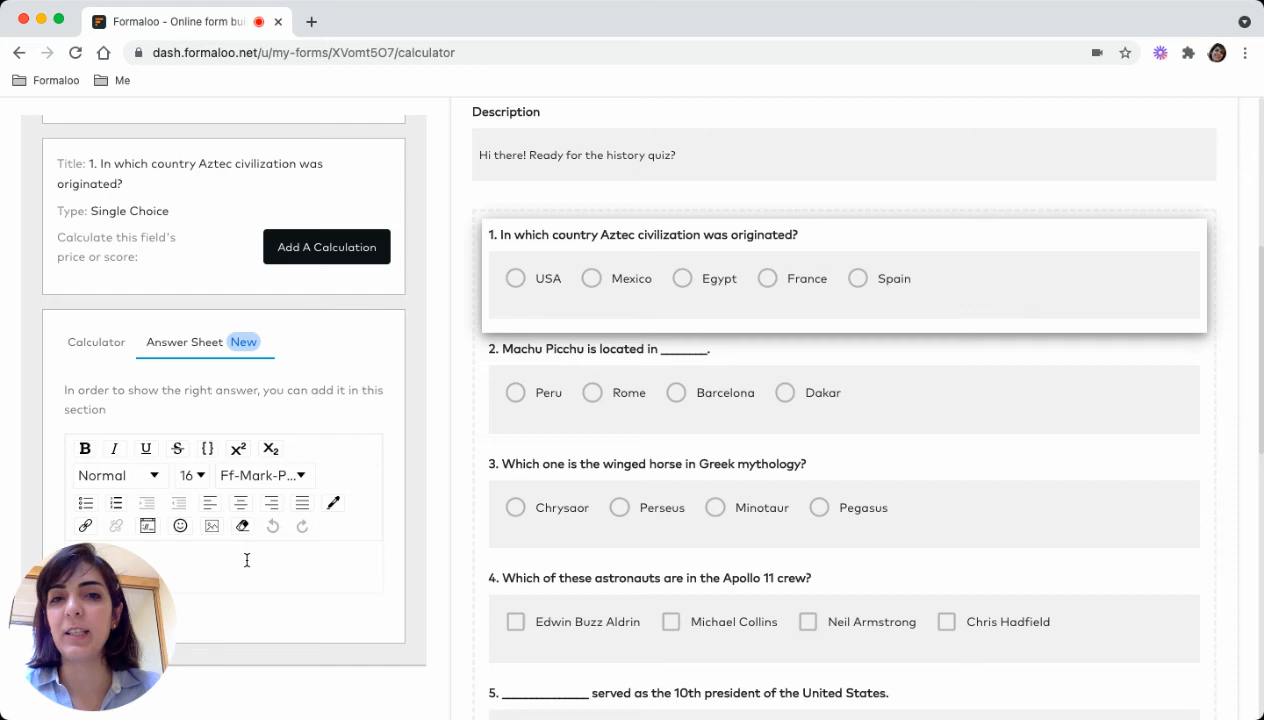 Formaloo - Online form bui
dash.formaloo.net/u/my-forms/XVomt5O7/calculator
Formaloo
Me
Title: 1. In which country Aztec civilization was
originated?
Type: Single Choice
Calculate this field's
price or score:
Add A Calculation
Calculator
Answer Sheet New
In order to show the right answer, you can add it in this
section
B I U S {} X² X₂
Normal 16 Ff-Mark-P...
Description
Hi there! Ready for the history quiz?
1. In which country Aztec civilization was originated?
USA Mexico Egypt France Spain
2. Machu Picchu is located in ________.
Peru Rome Barcelona Dakar
3. Which one is the winged horse in Greek mythology?
Chrysaor Perseus Minotaur Pegasus
4. Which of these astronauts are in the Apollo 11 crew?
Edwin Buzz Aldrin Michael Collins Neil Armstrong Chris Hadfield
5. _______________ served as the 10th president of the United States.